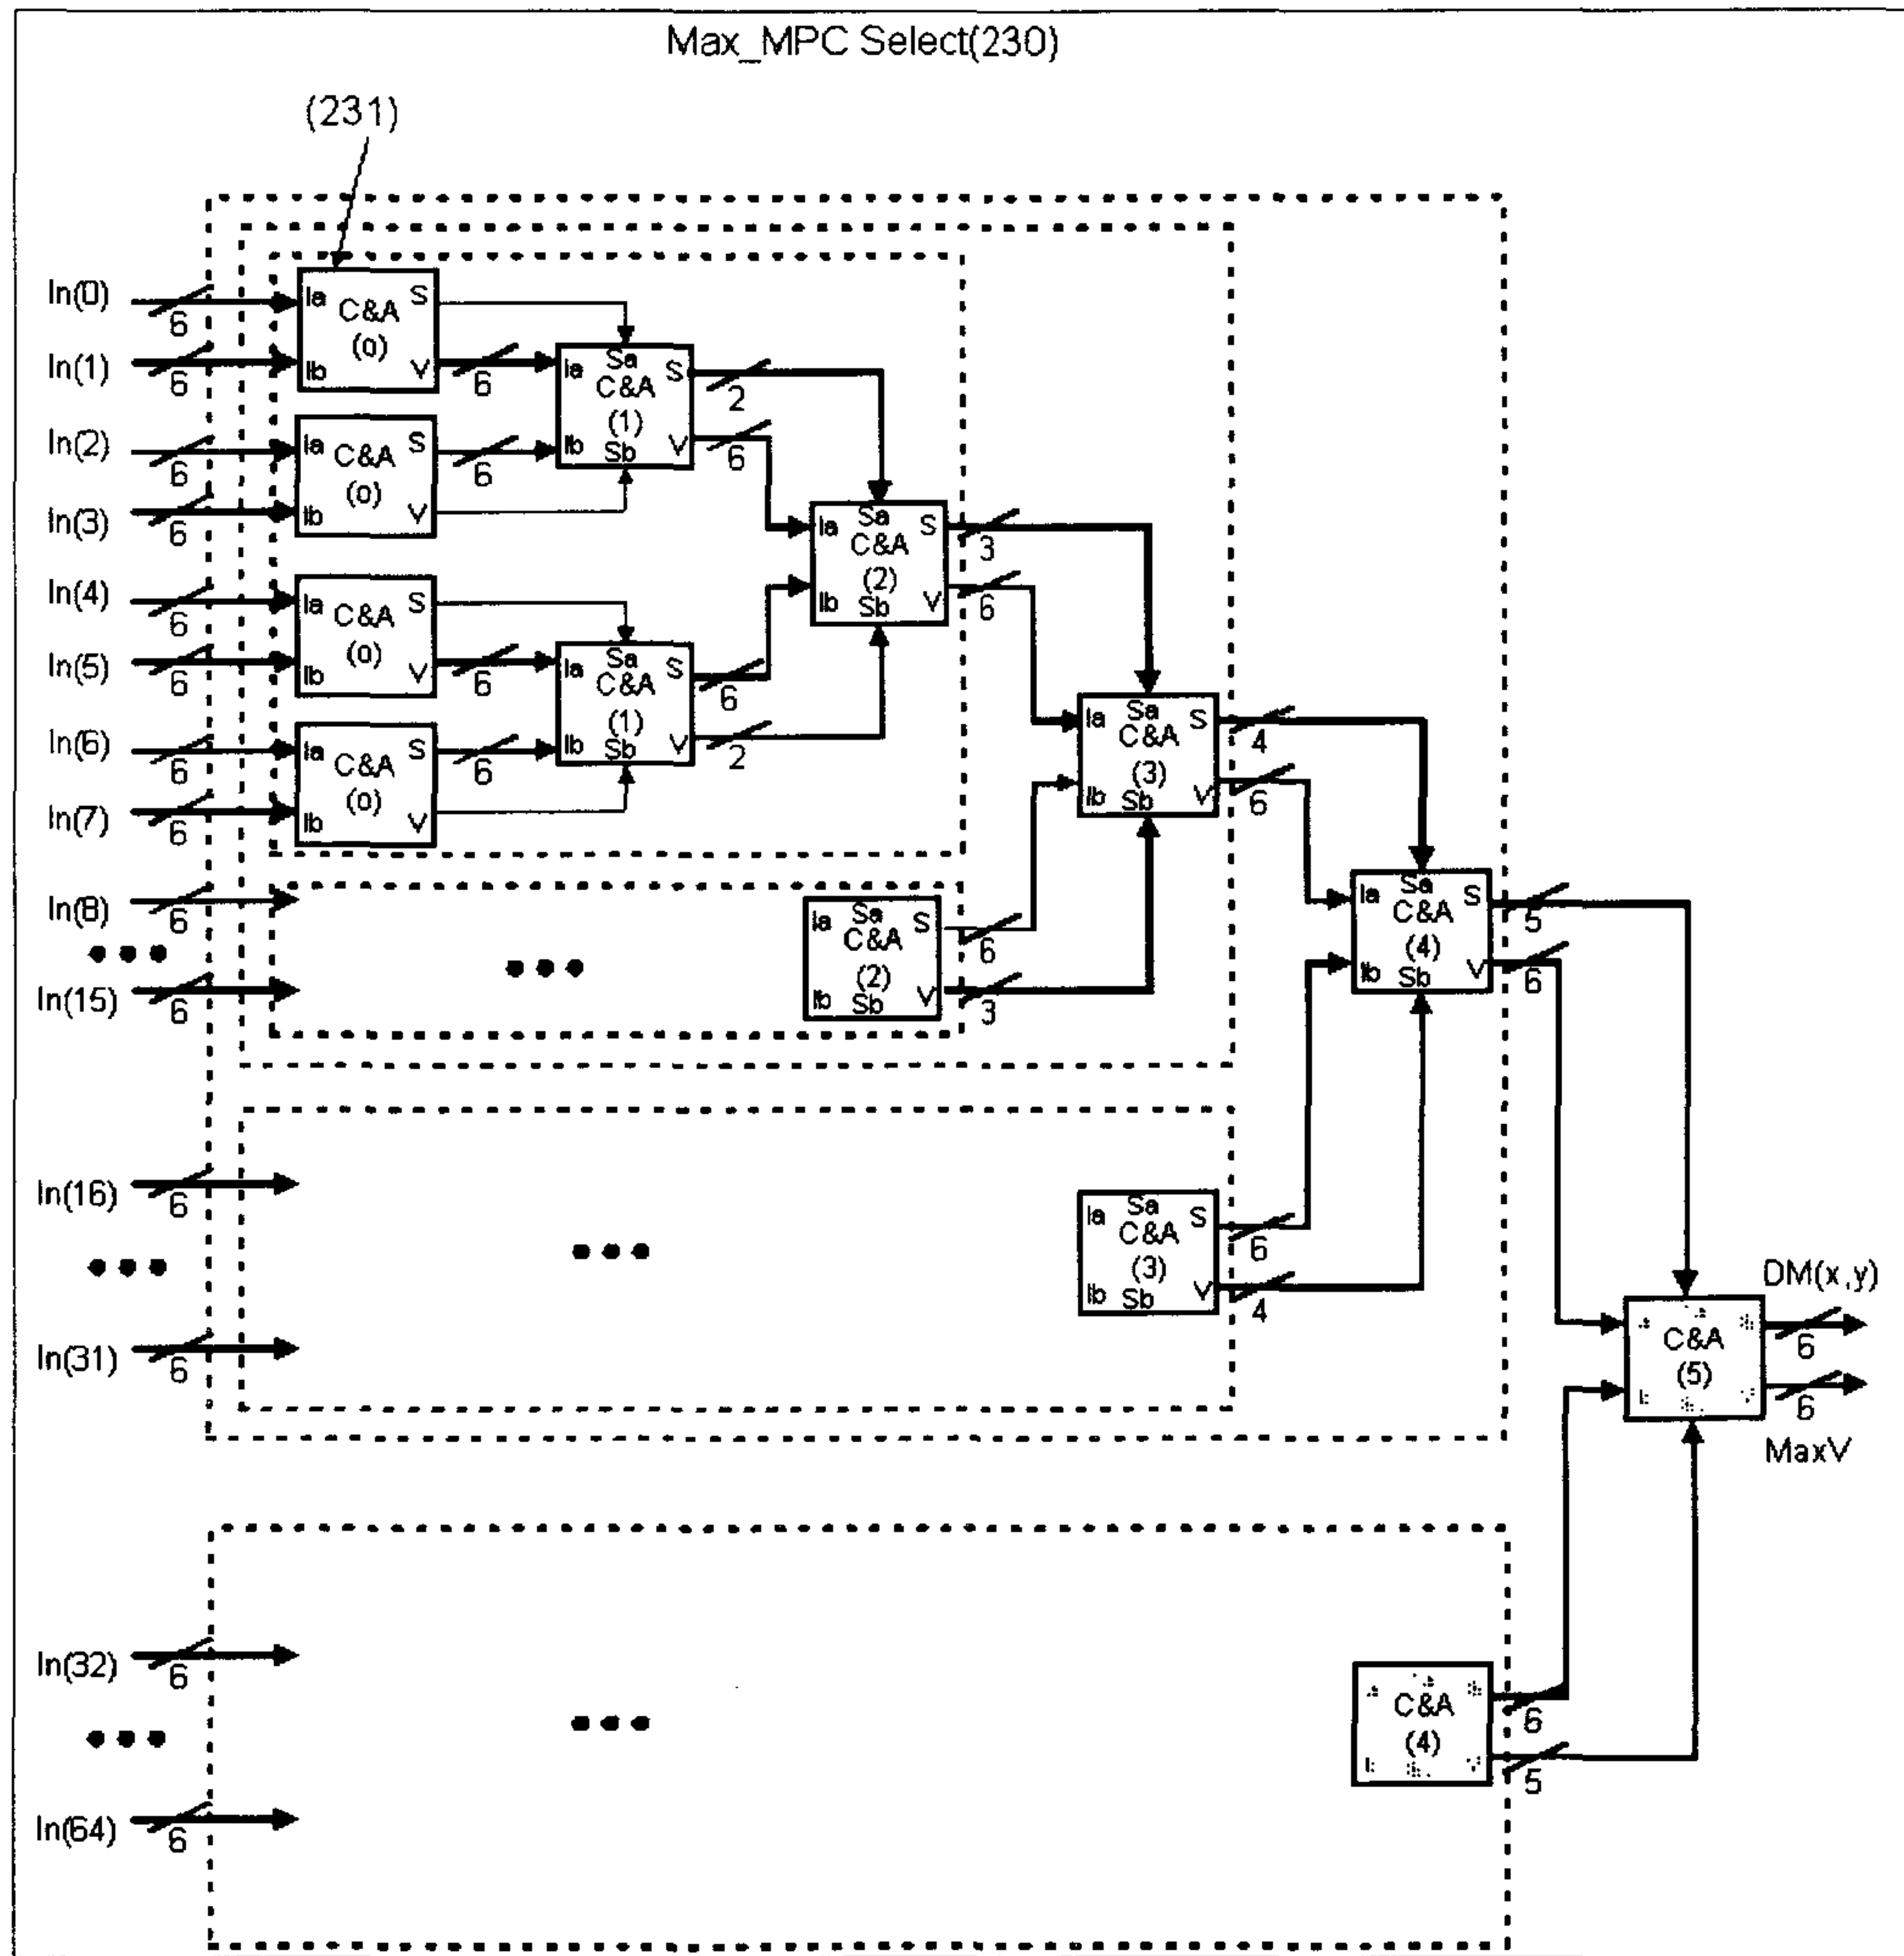 Max_MPC Select(230)
(231)
In(0)
6
In(1)
6
In(2)
6
In(3)
6
In(4)
6
In(5)
6
In(6)
6
In(7)
6
In(8)
6
In(15)
6
In(16)
6
In(31)
6
In(32)
6
In(64)
6
Ia S
C&A
(0)
Ib V
6
Ia S
C&A
(0)
Ib V
6
Ia S
C&A
(0)
Ib V
6
Ia S
C&A
(0)
Ib V
6
Sa
Ia S
C&A
(1)
Ib V
Sb
2
6
Sa
Ia S
C&A
(1)
Ib V
Sb
6
2
Sa
Ia S
C&A
(2)
Ib V
Sb
3
6
Sa
Ia S
C&A
(2)
Ib V
Sb
6
3
Sa
Ia S
C&A
(3)
Ib V
Sb
4
6
Sa
Ia S
C&A
(3)
Ib V
Sb
6
4
Sa
Ia S
C&A
(4)
Ib V
Sb
5
6
C&A
(4)
6
5
C&A
(5)
DM(x,y)
6
6
MaxV